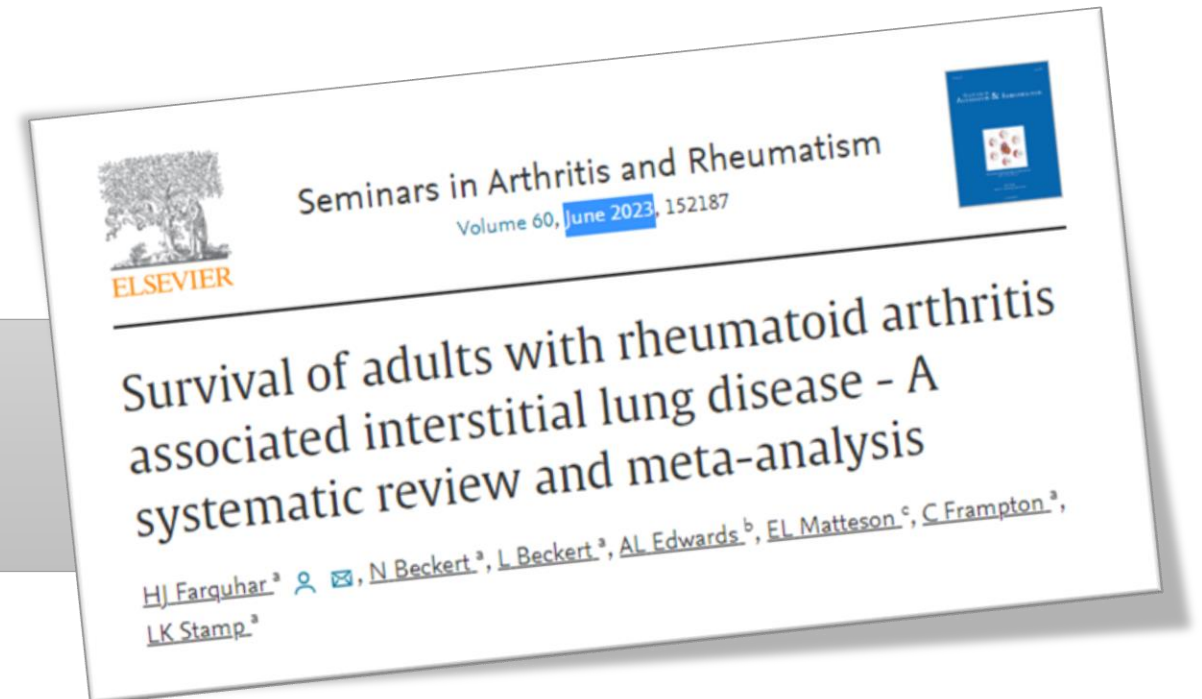 Seminars in Arthritis and Rheumatism
Volume 60, June 2023, 152187
ELSEVIER
Survival of adults with rheumatoid arthritis
associated interstitial lung disease - A
systematic review and meta-analysis
HJ Farquhar a, N Beckert a, L Beckert a, AL Edwards b, EL Matteson c, C Frampton a,
LK Stamp a